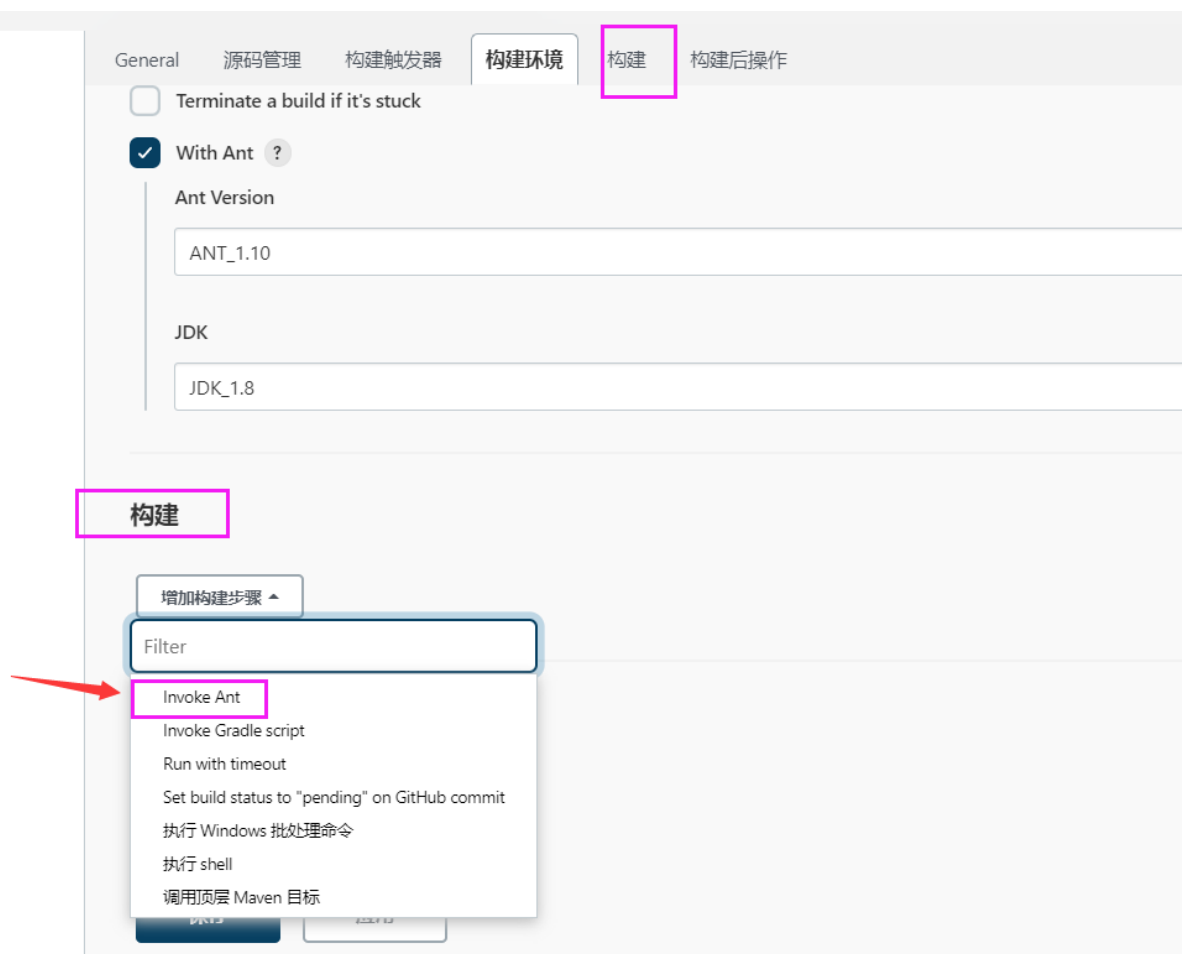 General 源码管理 构建触发器 构建环境 构建 构建后操作
Terminate a build if it's stuck
With Ant ?
Ant Version
ANT_1.10
JDK
JDK_1.8
构建
增加构建步骤
Filter
Invoke Ant
Invoke Gradle script
Run with timeout
Set build status to "pending" on GitHub commit
执行 Windows 批处理命令
执行 shell
调用顶层 Maven 目标